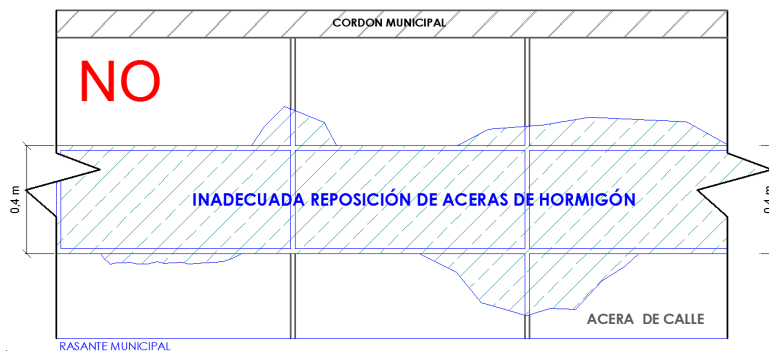 CORDON MUNICIPAL
NO
0,4 m
INADECUADA REPOSICIÓN DE ACERAS DE HORMIGÓN
0,4 m
ACERA DE CALLE
RASANTE MUNICIPAL